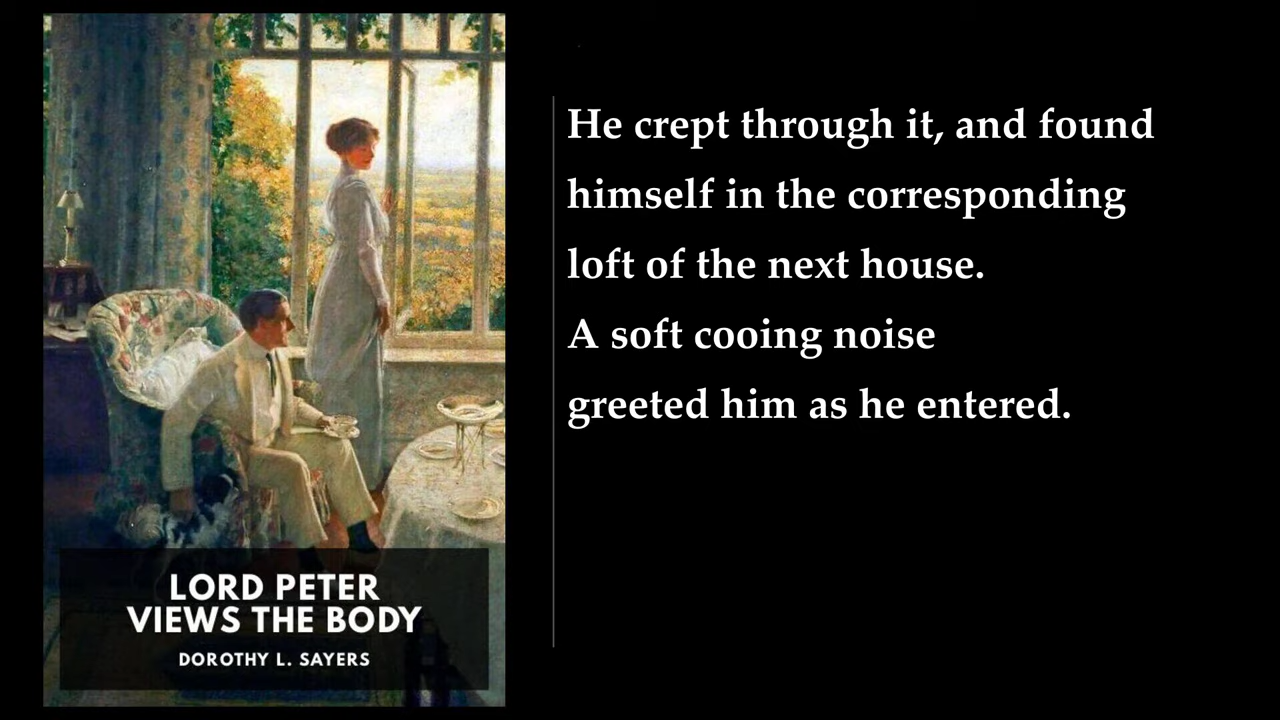 He crept through it, and found
himself in the corresponding
loft of the next house.
A soft cooing noise
greeted him as he entered.
LORD PETER
VIEWS THE BODY
DOROTHY L. SAYERS